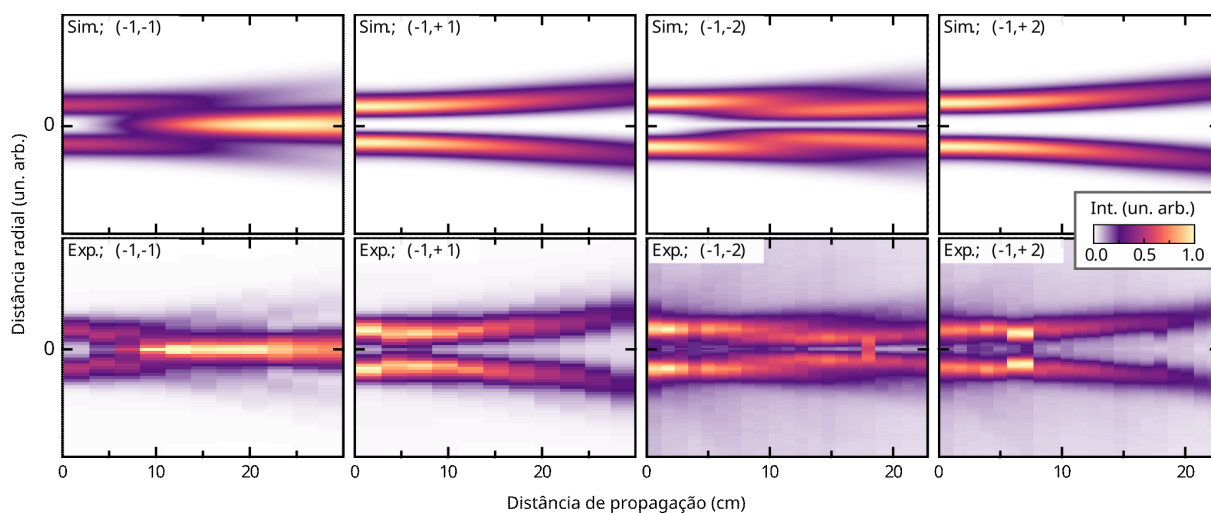 Sim.; (-1,-1)
Sim.; (-1,+1)
Sim.; (-1,-2)
Sim.; (-1,+2)
0
Distância radial (un. arb.)
Int. (un. arb.)
0.0 0.5 1.0
Exp.; (-1,-1)
Exp.; (-1,+1)
Exp.; (-1,-2)
Exp.; (-1,+2)
0
0 10 20
0 10 20
0 10 20
0 10 20
Distância de propagação (cm)